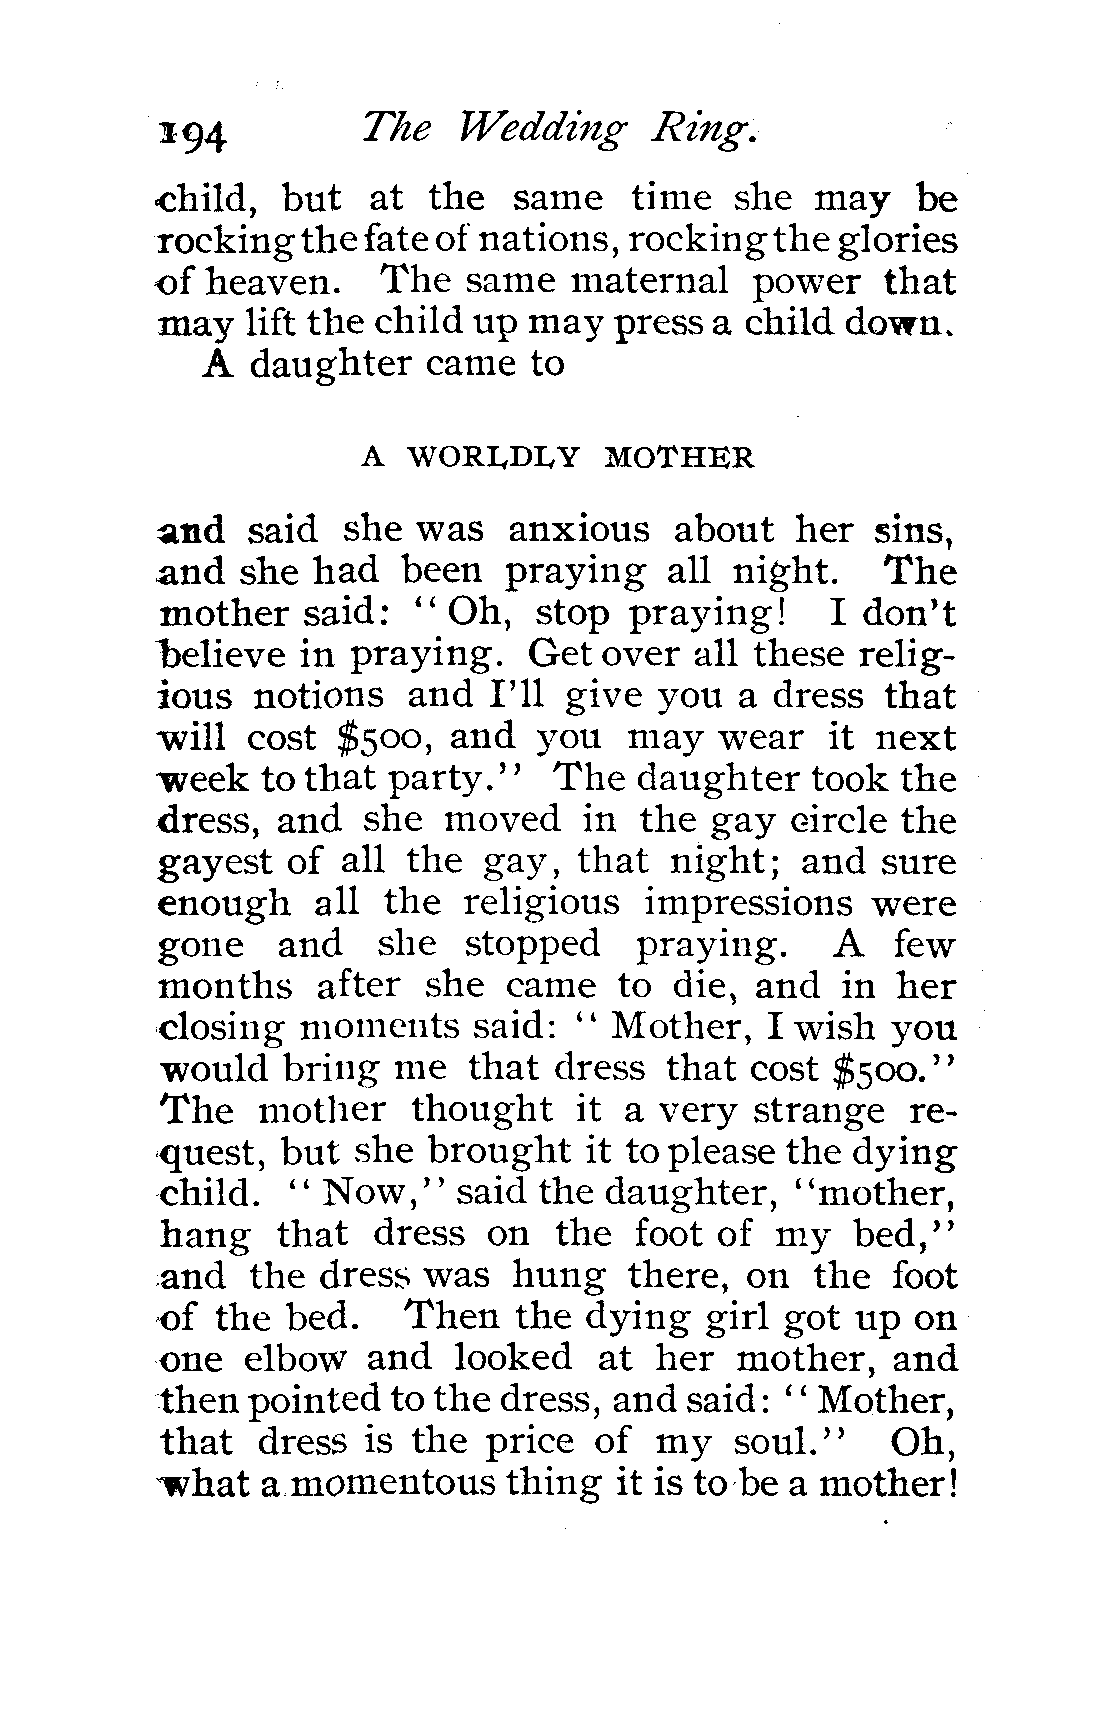 194 The Wedding Ring.
child, but at the same time she may be
rocking the fate of nations, rocking the glories
of heaven. The same maternal power that
may lift the child up may press a child down.
A daughter came to
A WORLDLY MOTHER
and said she was anxious about her sins,
and she had been praying all night. The
mother said: “Oh, stop praying! I don’t
believe in praying. Get over all these relig-
ious notions and I’ll give you a dress that
will cost $500, and you may wear it next
week to that party.” The daughter took the
dress, and she moved in the gay circle the
gayest of all the gay, that night; and sure
enough all the religious impressions were
gone and she stopped praying. A few
months after she came to die, and in her
closing moments said: “Mother, I wish you
would bring me that dress that cost $500.”
The mother thought it a very strange re-
quest, but she brought it to please the dying
child. “Now,” said the daughter, “mother,
hang that dress on the foot of my bed,”
and the dress was hung there, on the foot
of the bed. Then the dying girl got up on
one elbow and looked at her mother, and
then pointed to the dress, and said: “Mother,
that dress is the price of my soul.” Oh,
what a momentous thing it is to be a mother!